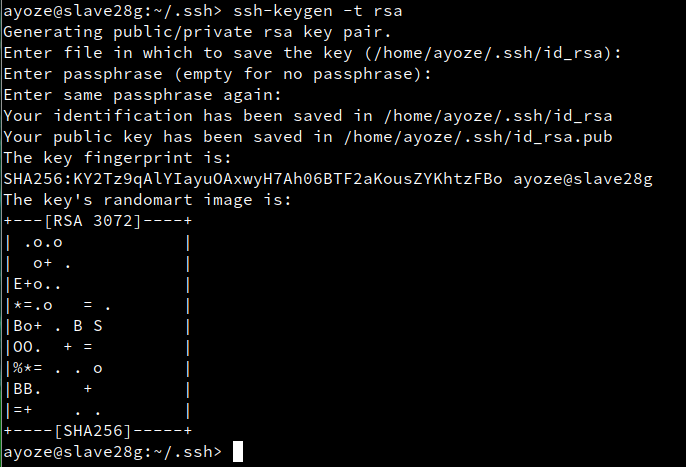 ayoze@slave28g:~/.ssh> ssh-keygen -t rsa
Generating public/private rsa key pair.
Enter file in which to save the key (/home/ayoze/.ssh/id_rsa):
Enter passphrase (empty for no passphrase):
Enter same passphrase again:
Your identification has been saved in /home/ayoze/.ssh/id_rsa
Your public key has been saved in /home/ayoze/.ssh/id_rsa.pub
The key fingerprint is:
SHA256:KY2Tz9qAlYIayuOAxwyH7Ah06BTF2aKousZYKhtzFBo ayoze@slave28g
The key's randomart image is:
+---[RSA 3072]----+
| .o.o            |
|  o+ .           |
|E+o..            |
|*=.o   = .       |
|Bo+ . B S        |
|OO.  + =         |
|%*= . . o        |
|BB.    +         |
|=+    . .        |
+----[SHA256]-----+
ayoze@slave28g:~/.ssh>